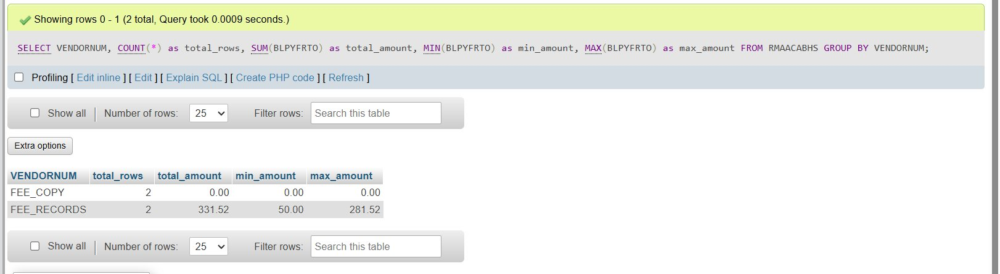 Showing rows 0 - 1 (2 total, Query took 0.0009 seconds.)
SELECT VENDORNUM, COUNT(*) as total_rows, SUM(BLPYFRTO) as total_amount, MIN(BLPYFRTO) as min_amount, MAX(BLPYFRTO) as max_amount FROM RMAACABHS GROUP BY VENDORNUM;
Profiling [ Edit inline ] [ Edit ] [ Explain SQL ] [ Create PHP code ] [ Refresh ]
Show all Number of rows: 25 Filter rows: Search this table
Extra options
VENDORNUM total_rows total_amount min_amount max_amount
FEE_COPY 2 0.00 0.00 0.00
FEE_RECORDS 2 331.52 50.00 281.52
Show all Number of rows: 25 Filter rows: Search this table